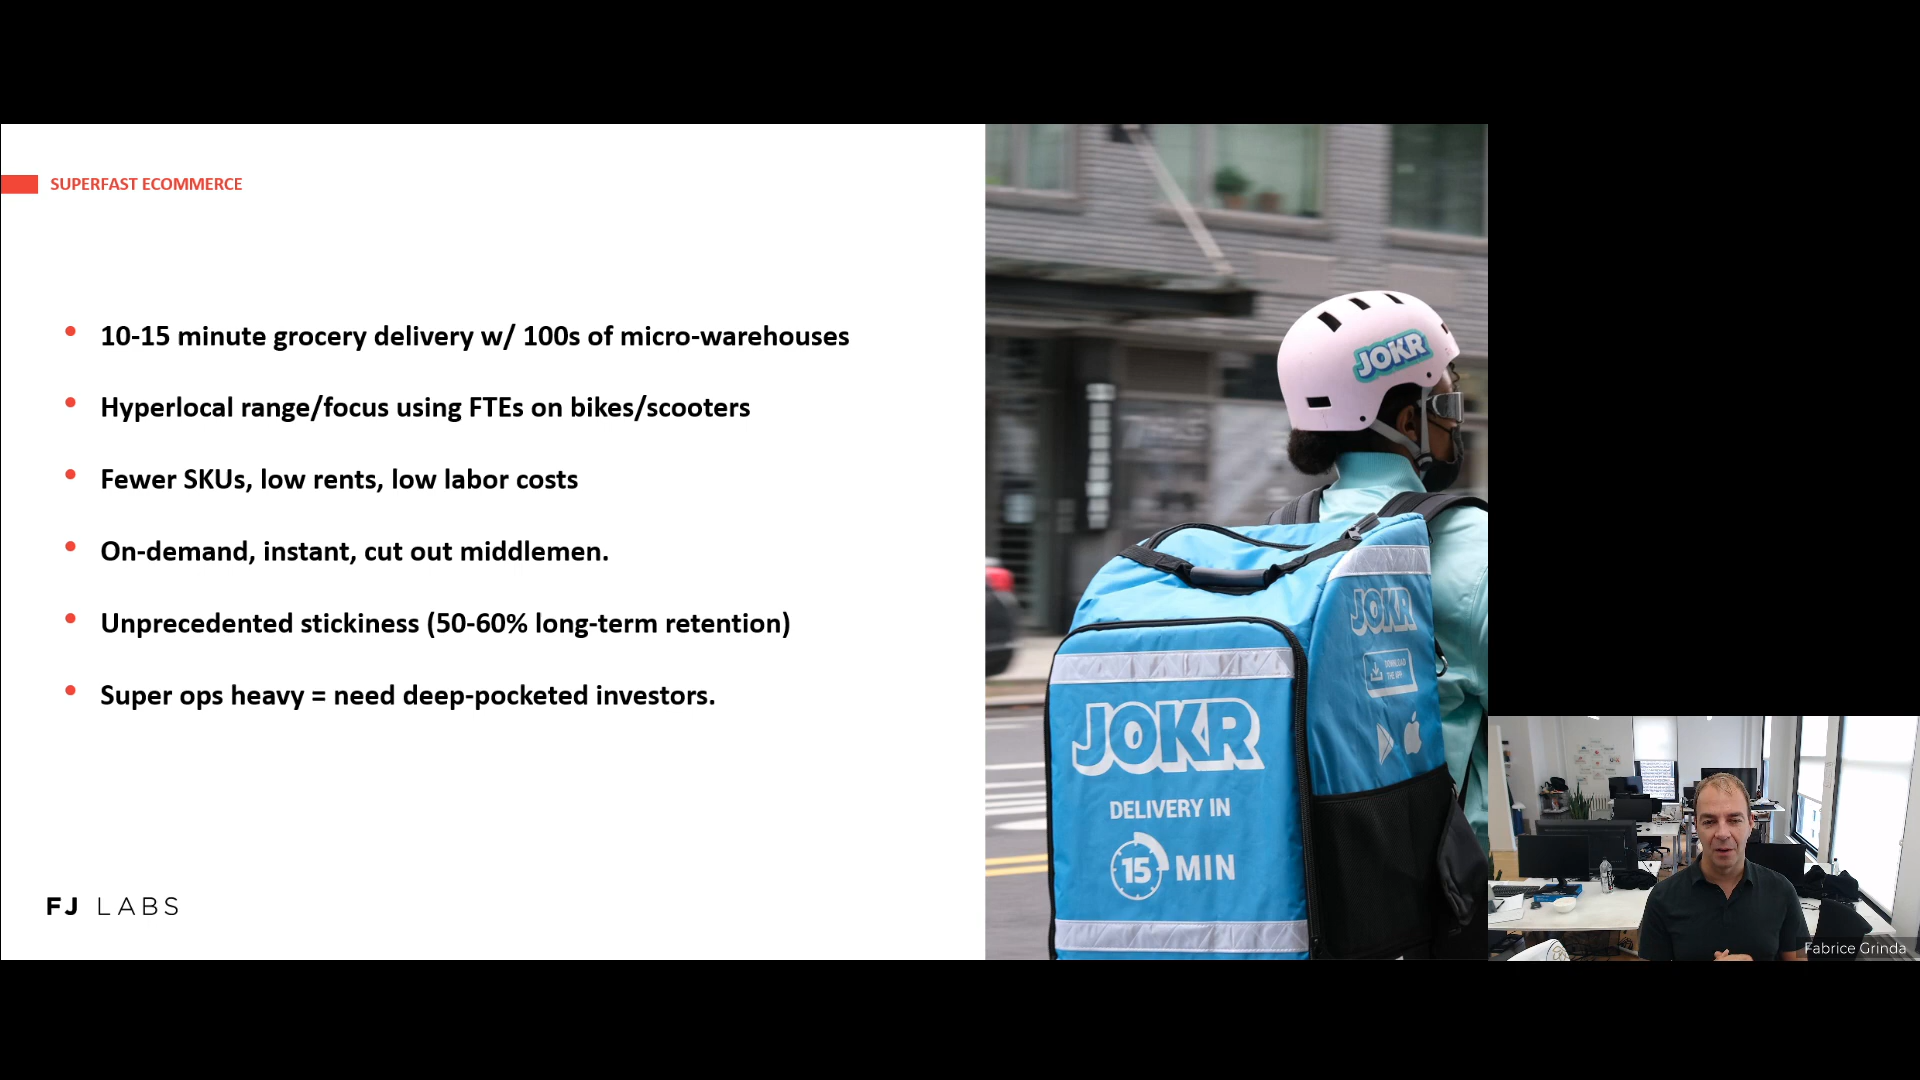 SUPERFAST ECOMMERCE
10-15 minute grocery delivery w/ 100s of micro-warehouses
Hyperlocal range/focus using FTEs on bikes/scooters
Fewer SKUs, low rents, low labor costs
On-demand, instant, cut out middlemen.
Unprecedented stickiness (50-60% long-term retention)
Super ops heavy = need deep-pocketed investors.
FJ LABS
JOKR
JOKR
DOWNLOAD
THE APP
JOKR
DELIVERY IN
15 MIN
Fabrice Grinda